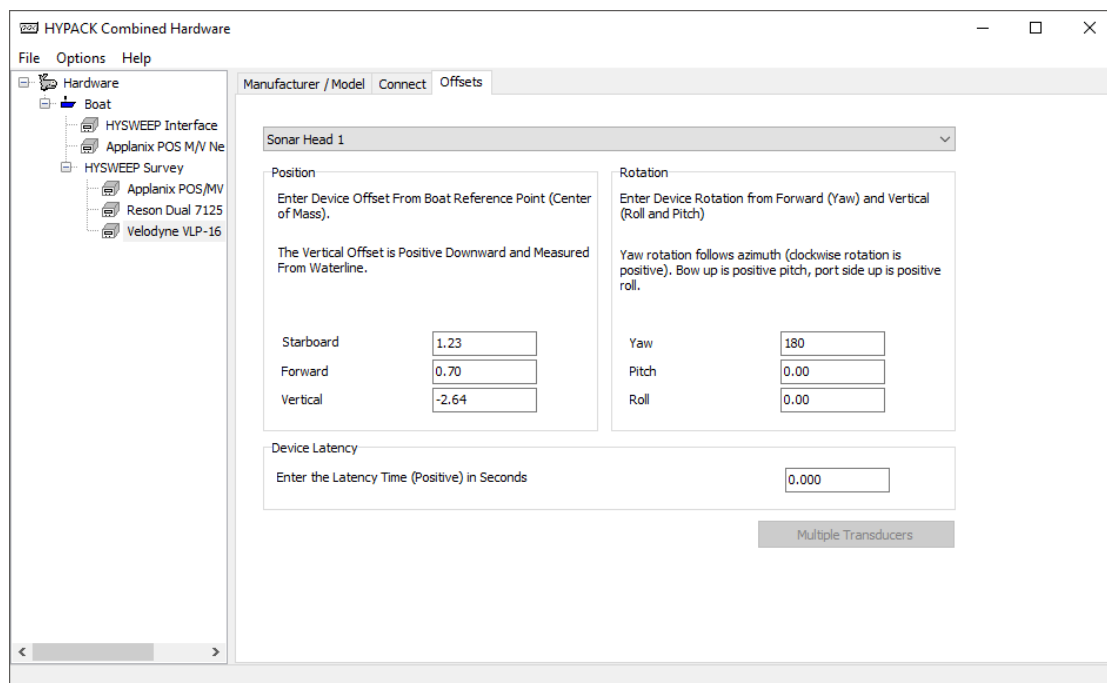 HYPACK Combined Hardware
File Options Help
Hardware
Boat
HYSWEEP Interface
Applanix POS M/V Ne
HYSWEEP Survey
Applanix POS/MV
Reson Dual 7125
Velodyne VLP-16
Manufacturer / Model Connect Offsets
Sonar Head 1
Position
Enter Device Offset From Boat Reference Point (Center
of Mass).
The Vertical Offset is Positive Downward and Measured
From Waterline.
Starboard 1.23
Forward 0.70
Vertical -2.64
Rotation
Enter Device Rotation from Forward (Yaw) and Vertical
(Roll and Pitch)
Yaw rotation follows azimuth (clockwise rotation is
positive). Bow up is positive pitch, port side up is positive
roll.
Yaw 180
Pitch 0.00
Roll 0.00
Device Latency
Enter the Latency Time (Positive) in Seconds 0.000
Multiple Transducers